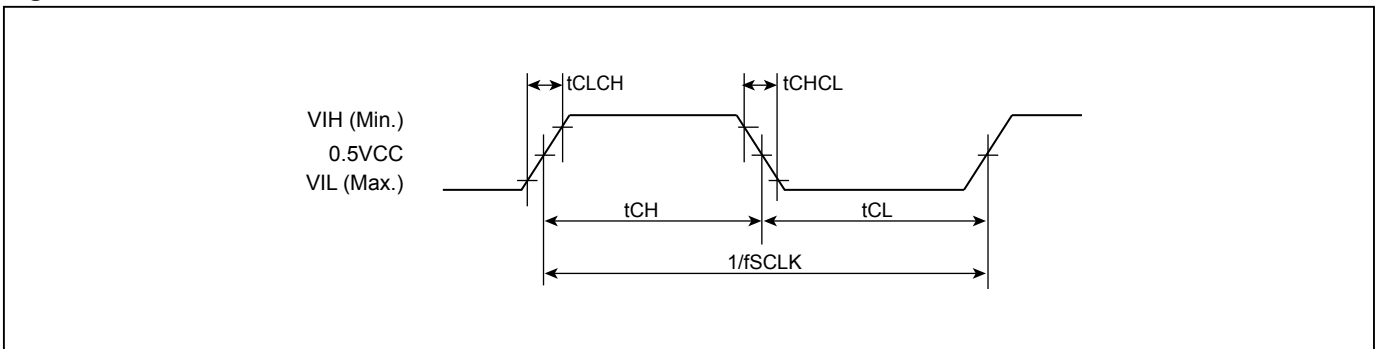 tCLCH
tCHCL
VIH (Min.)
0.5VCC
VIL (Max.)
tCH
tCL
1/fSCLK